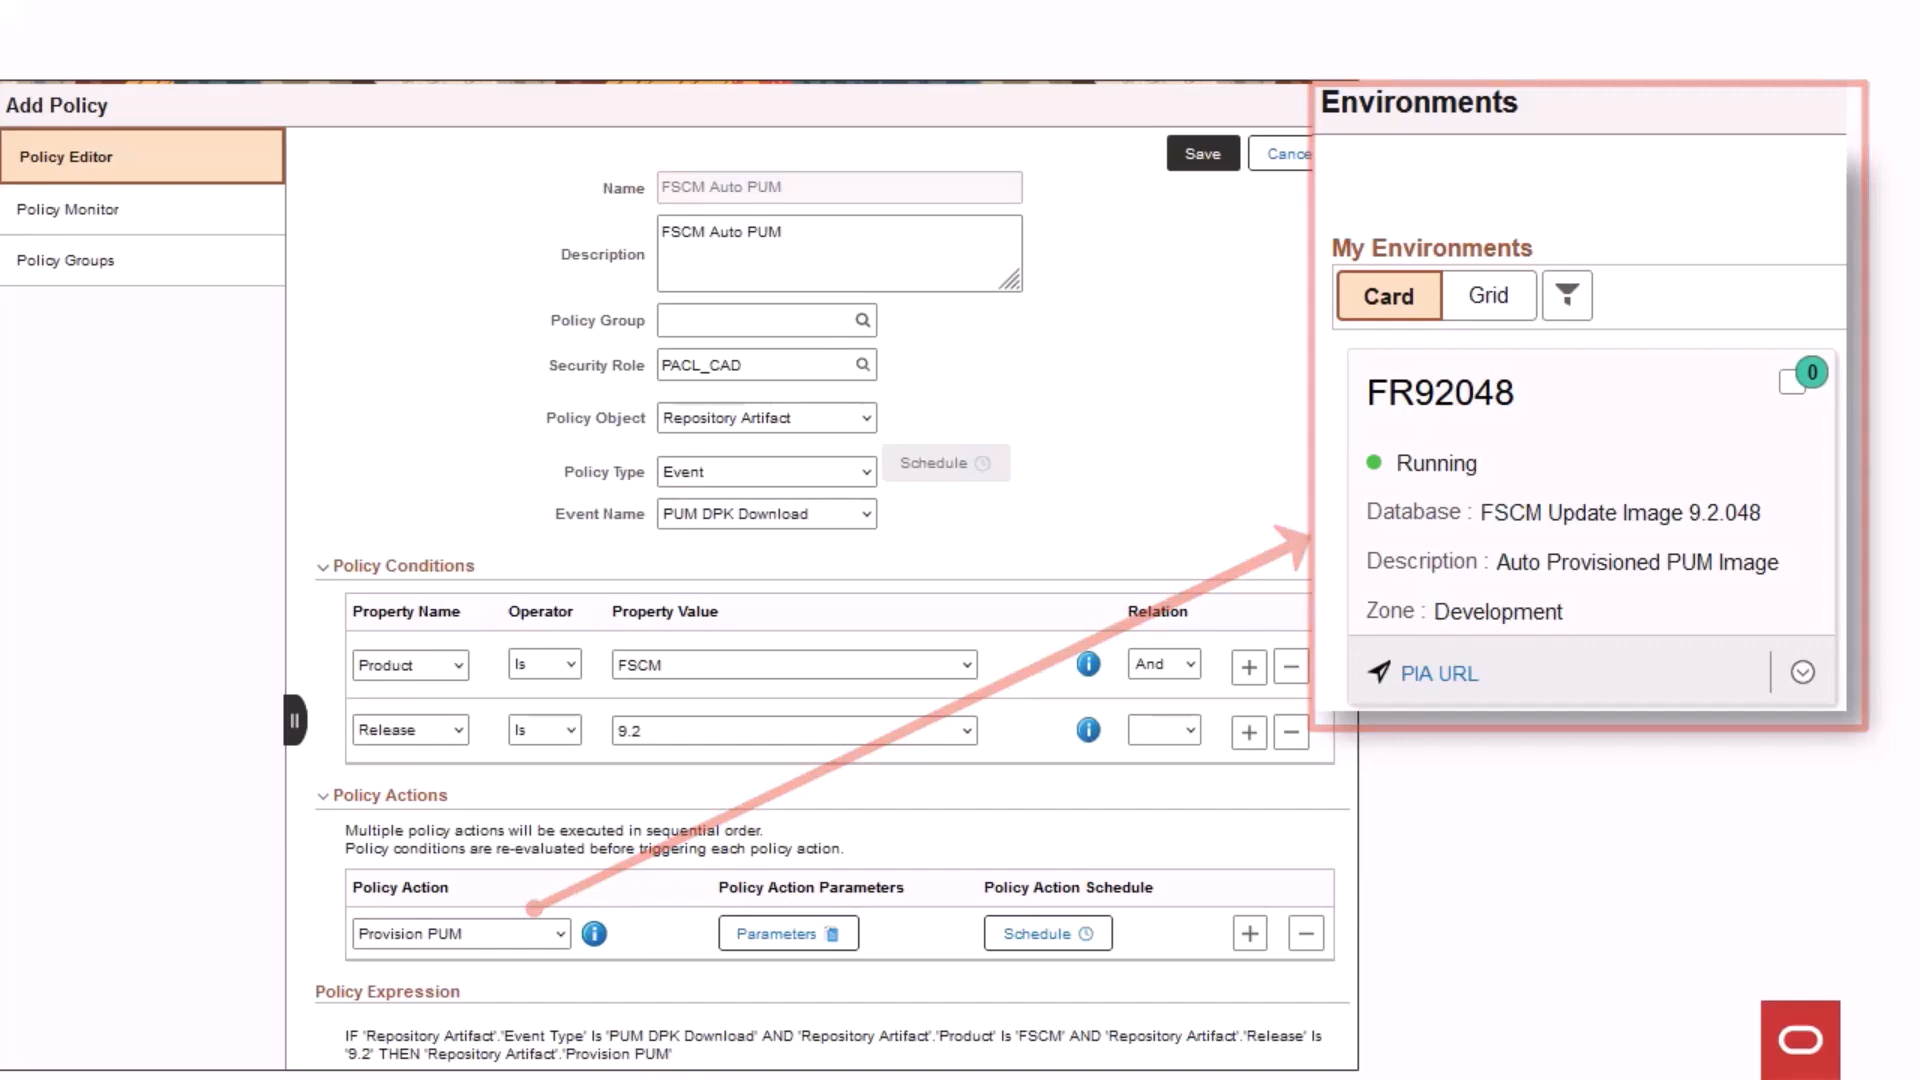 Add Policy
Policy Editor
Policy Monitor
Policy Groups
Save
Cance
Name
FSCM Auto PUM
Description
FSCM Auto PUM
Policy Group
Security Role
PACL_CAD
Policy Object
Repository Artifact
Policy Type
Event
Schedule
Event Name
PUM DPK Download
Policy Conditions
Property Name Operator Property Value Relation
Product Is FSCM And
Release Is 9.2
Policy Actions
Multiple policy actions will be executed in sequential order.
Policy conditions are re-evaluated before triggering each policy action.
Policy Action Policy Action Parameters Policy Action Schedule
Provision PUM Parameters Schedule
Policy Expression
IF 'Repository Artifact'.'Event Type' Is 'PUM DPK Download' AND 'Repository Artifact'.'Product' Is 'FSCM' AND 'Repository Artifact'.'Release' Is
'9.2' THEN 'Repository Artifact'.'Provision PUM'
Environments
My Environments
Card Grid
FR92048
0
Running
Database : FSCM Update Image 9.2.048
Description : Auto Provisioned PUM Image
Zone : Development
PIA URL